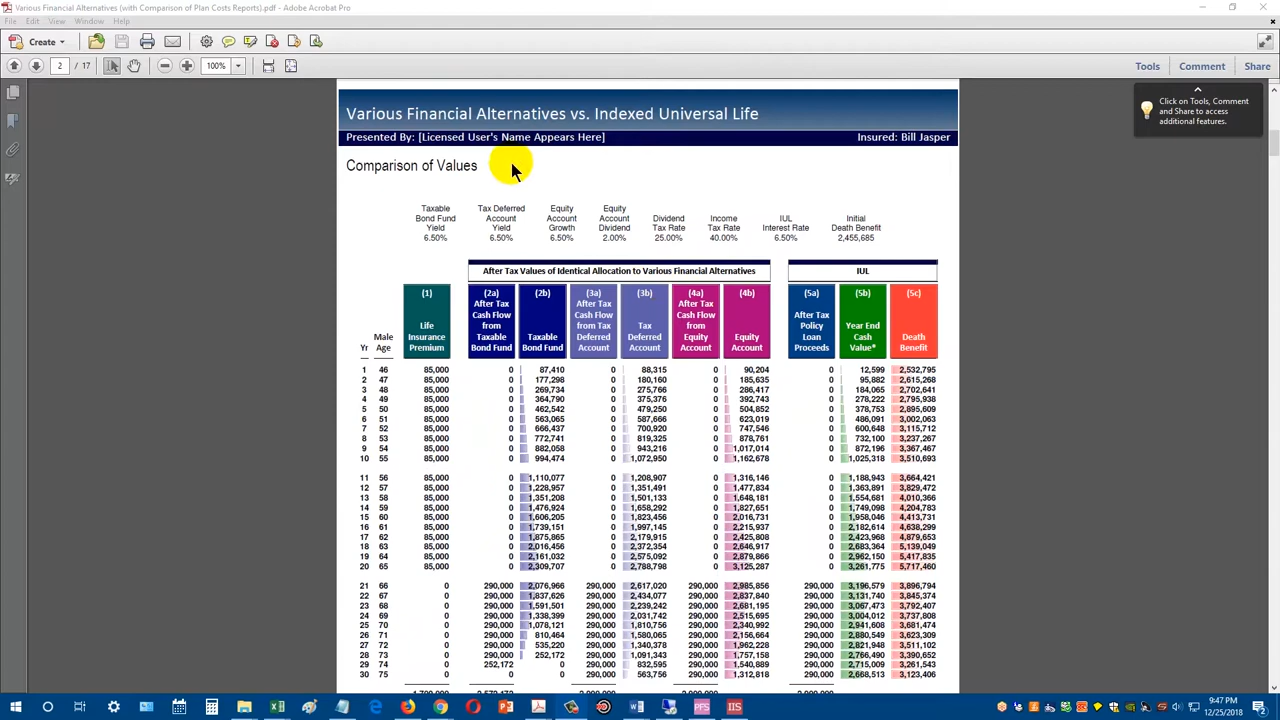 Various Financial Alternatives (with Comparison of Plan Costs Reports).pdf - Adobe Acrobat Pro
File Edit View Window Help
Create
2 / 17 100% Tools Comment Share
Click on Tools, Comment
and Share to access
additional features.
Various Financial Alternatives vs. Indexed Universal Life
Presented By: [Licensed User's Name Appears Here] Insured: Bill Jasper
Comparison of Values
Taxable Bond Fund Yield 6.50%
Tax Deferred Account Yield 6.50%
Equity Account Growth 6.50%
Equity Account Dividend 2.00%
Dividend Tax Rate 25.00%
Income Tax Rate 40.00%
IUL Interest Rate 6.50%
Initial Death Benefit 2,455,685
After Tax Values of Identical Allocation to Various Financial Alternatives IUL
Yr
Male Age
(1) Life Insurance Premium
(2a) After Tax Cash Flow from Taxable Bond Fund
(2b) Taxable Bond Fund
(3a) After Tax Cash Flow from Tax Deferred Account
(3b) Tax Deferred Account
(4a) After Tax Cash Flow from Equity Account
(4b) Equity Account
(5a) After Tax Policy Loan Proceeds
(5b) Year End Cash Value*
(5c) Death Benefit
1 46 85,000 0 87,410 0 88,315 0 90,204 0 12,599 2,532,795
2 47 85,000 0 177,298 0 180,160 0 185,635 0 95,882 2,615,268
3 48 85,000 0 269,734 0 275,766 0 286,417 0 184,065 2,702,641
4 49 85,000 0 364,790 0 375,376 0 392,743 0 278,222 2,795,938
5 50 85,000 0 462,542 0 479,250 0 504,852 0 378,753 2,895,609
6 51 85,000 0 563,065 0 587,666 0 623,019 0 486,091 3,002,063
7 52 85,000 0 666,437 0 700,920 0 747,546 0 600,648 3,115,712
8 53 85,000 0 772,741 0 819,325 0 878,761 0 732,100 3,237,267
9 54 85,000 0 882,058 0 943,216 0 1,017,014 0 872,196 3,367,467
10 55 85,000 0 994,474 0 1,072,950 0 1,162,678 0 1,025,318 3,510,693
11 56 85,000 0 1,110,077 0 1,208,907 0 1,316,146 0 1,188,943 3,664,421
12 57 85,000 0 1,228,957 0 1,351,491 0 1,477,834 0 1,363,891 3,829,472
13 58 85,000 0 1,351,208 0 1,501,133 0 1,648,181 0 1,554,681 4,010,366
14 59 85,000 0 1,476,924 0 1,658,292 0 1,827,651 0 1,749,098 4,204,783
15 60 85,000 0 1,606,205 0 1,823,456 0 2,016,731 0 1,958,046 4,413,731
16 61 85,000 0 1,739,151 0 1,997,145 0 2,215,937 0 2,182,614 4,638,299
17 62 85,000 0 1,875,865 0 2,179,915 0 2,425,808 0 2,423,968 4,879,653
18 63 85,000 0 2,016,456 0 2,372,354 0 2,646,917 0 2,683,364 5,139,049
19 64 85,000 0 2,161,032 0 2,575,092 0 2,879,866 0 2,962,150 5,417,835
20 65 85,000 0 2,309,707 0 2,788,798 0 3,125,287 0 3,261,775 5,717,460
21 66 0 290,000 2,076,966 290,000 2,617,020 290,000 2,985,856 290,000 3,196,579 3,896,794
22 67 0 290,000 1,837,626 290,000 2,434,077 290,000 2,837,840 290,000 3,131,740 3,845,374
23 68 0 290,000 1,591,501 290,000 2,239,242 290,000 2,681,195 290,000 3,067,473 3,792,407
24 69 0 290,000 1,338,399 290,000 2,031,742 290,000 2,515,695 290,000 3,004,012 3,737,808
25 70 0 290,000 1,078,121 290,000 1,810,756 290,000 2,340,992 290,000 2,941,608 3,681,474
26 71 0 290,000 810,464 290,000 1,580,065 290,000 2,156,664 290,000 2,880,549 3,623,309
27 72 0 290,000 535,220 290,000 1,340,378 290,000 1,962,228 290,000 2,821,948 3,511,102
28 73 0 290,000 252,172 290,000 1,091,343 290,000 1,757,158 290,000 2,766,490 3,390,652
29 74 0 252,172 0 290,000 832,595 290,000 1,540,889 290,000 2,715,009 3,261,543
30 75 0 0 0 290,000 563,756 290,000 1,312,818 290,000 2,668,513 3,123,406
PFS IIS
9:47 PM
12/25/2018